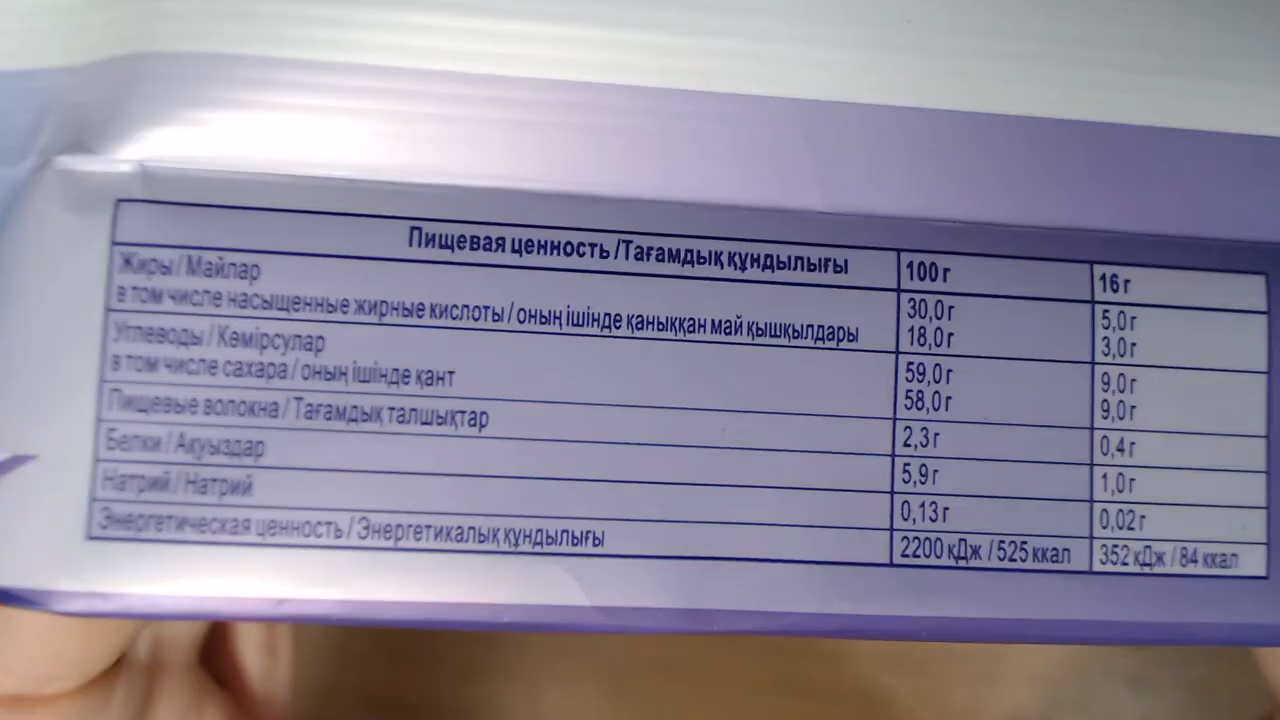 Пищевая ценность / Тағамдық құндылығы 100 г 16 г
Жиры / Майлар 30,0 г 5,0 г
в том числе насыщенные жирные кислоты / оның ішінде қаныққан май қышқылдары 18,0 г 3,0 г
Углеводы / Көмірсулар 59,0 г 9,0 г
в том числе сахара / оның ішінде қант 58,0 г 9,0 г
Пищевые волокна / Тағамдық талшықтар 2,3 г 0,4 г
Белки / Ақуыздар 5,9 г 1,0 г
Натрий / Натрий 0,13 г 0,02 г
Энергетическая ценность / Энергетикалық құндылығы 2200 кДж / 525 ккал 352 кДж / 84 ккал